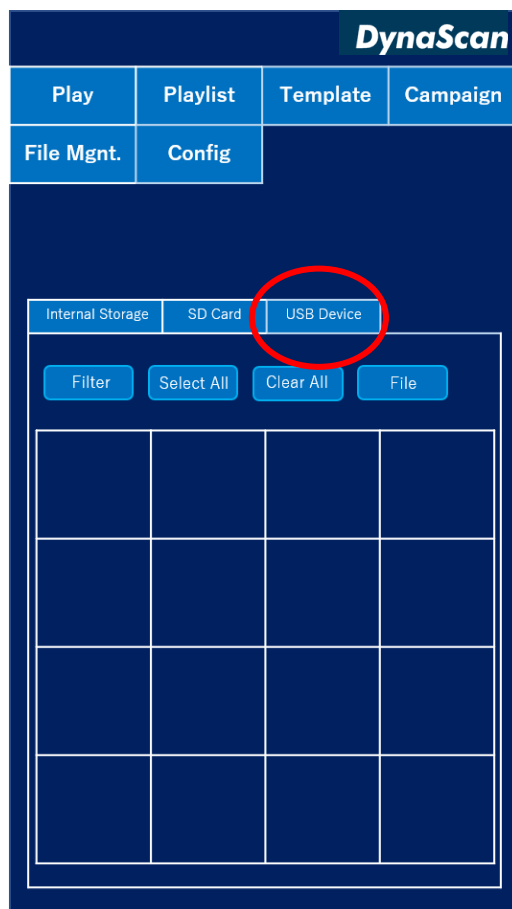 DynaScan
Play Playlist Template Campaign
File Mgnt. Config
Internal Storage SD Card USB Device
Filter Select All Clear All File